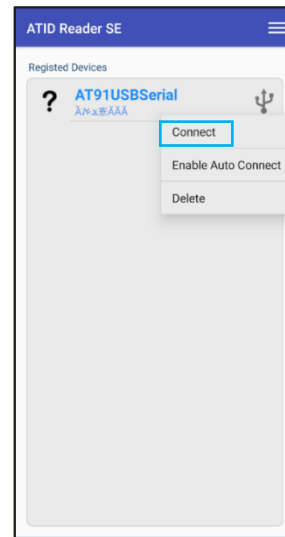 ATID Reader SE
Registed Devices
?
AT91USBSerial
Connect
Enable Auto Connect
Delete